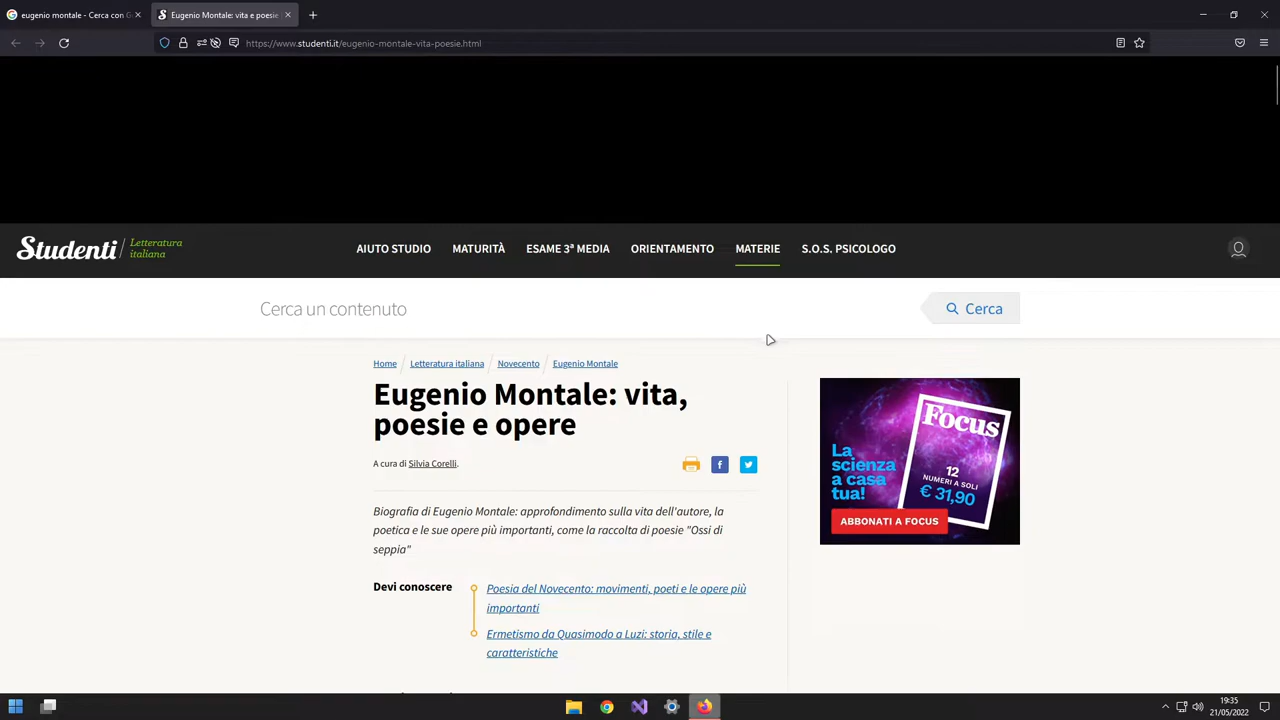 eugenio montale - Cerca con G
Eugenio Montale: vita e poesie
https://www.studenti.it/eugenio-montale-vita-poesie.html
Studenti / Letteratura
italiana
AIUTO STUDIO MATURITÀ ESAME 3ª MEDIA ORIENTAMENTO MATERIE S.O.S. PSICOLOGO
Cerca un contenuto
Cerca
Home / Letteratura italiana / Novecento / Eugenio Montale
Eugenio Montale: vita,
poesie e opere
A cura di Silvia Corelli.
Biografia di Eugenio Montale: approfondimento sulla vita dell'autore, la
poetica e le sue opere più importanti, come la raccolta di poesie "Ossi di
seppia"
Devi conoscere
Poesia del Novecento: movimenti, poeti e le opere più
importanti
Ermetismo da Quasimodo a Luzi: storia, stile e
caratteristiche
Focus
La
scienza
a casa
tua!
12
NUMERI A SOLI
€ 31,90
ABBONATI A FOCUS
19:35
21/05/2022